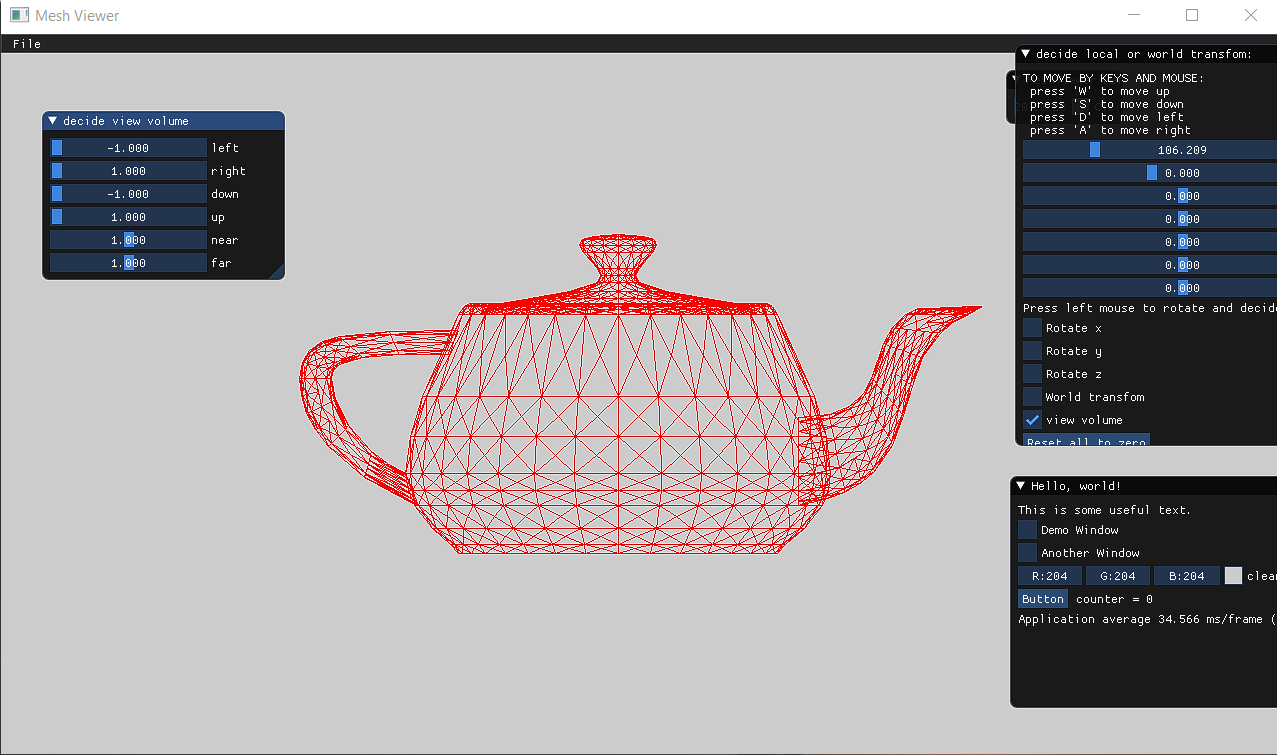 Mesh Viewer
File
decide view volume
-1.000 left
1.000 right
-1.000 down
1.000 up
1.000 near
1.000 far
decide local or world transfom:
TO MOVE BY KEYS AND MOUSE:
press 'W' to move up
press 'S' to move down
press 'D' to move left
press 'A' to move right
106.209
0.000
0.000
0.000
0.000
0.000
0.000
Press left mouse to rotate and decid
Rotate x
Rotate y
Rotate z
World transfom
view volume
Reset all to zero
Hello, world!
This is some useful text.
Demo Window
Another Window
R:204 G:204 B:204 clear
Button counter = 0
Application average 34.566 ms/frame (